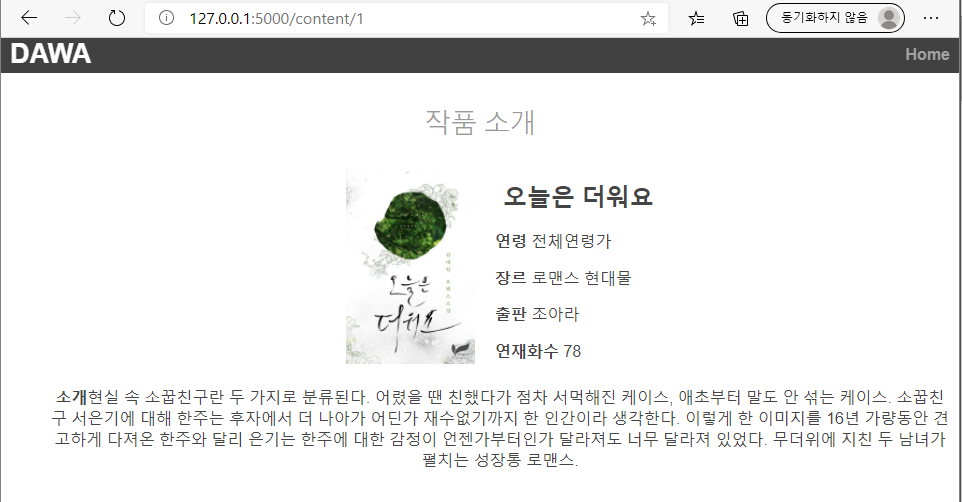 127.0.0.1:5000/content/1
동기화하지 않음
DAWA
Home
작품 소개
오늘은 더워요
연령 전체연령가
장르 로맨스 현대물
출판 조아라
연재화수 78
오늘은
더워요
소개현실 속 소꿉친구란 두 가지로 분류된다. 어렸을 땐 친했다가 점차 서먹해진 케이스, 애초부터 말도 안 섞는 케이스. 소꿉친
구 서은기에 대해 한주는 후자에서 더 나아가 어딘가 재수없기까지 한 인간이라 생각한다. 이렇게 한 이미지를 16년 가량동안 견
고하게 다져온 한주와 달리 은기는 한주에 대한 감정이 언젠가부터인가 달라져도 너무 달라져 있었다. 무더위에 지친 두 남녀가
펼치는 성장통 로맨스.